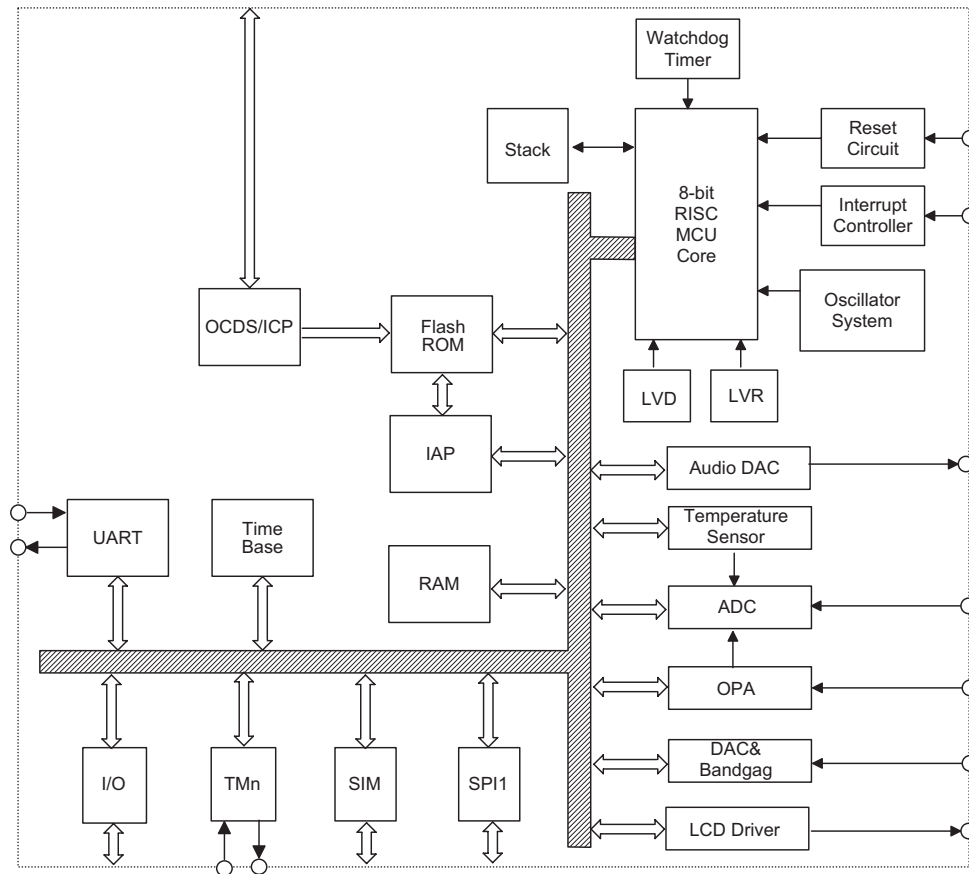 Watchdog
Timer
Stack
8-bit
RISC
MCU
Core
Reset
Circuit
Interrupt
Controller
Oscillator
System
OCDS/ICP
Flash
ROM
LVD
LVR
IAP
Audio DAC
UART
Time
Base
Temperature
Sensor
RAM
ADC
OPA
I/O
TMn
SIM
SPI1
DAC&
Bandgag
LCD Driver